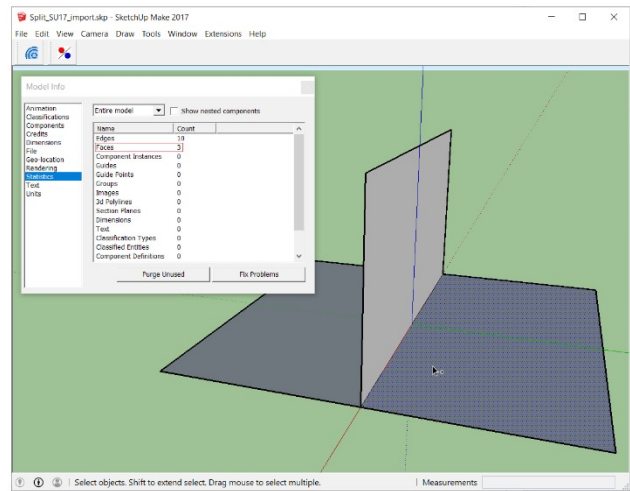 Split_SU17_import.skp - SketchUp Make 2017
File Edit View Camera Draw Tools Window Extensions Help
Model Info
Animation
Classifications
Components
Credits
Dimensions
File
Geo-location
Rendering
Statistics
Text
Units
Entire model
Show nested components
Name Count
Edges 10
Faces 3
Component Instances 0
Guides 0
Guide Points 0
Groups 0
Images 0
3d Polylines 0
Section Planes 0
Dimensions 0
Text 0
Classification Types 0
Classified Entities 0
Component Definitions 0
Purge Unused Fix Problems
Select objects. Shift to extend select. Drag mouse to select multiple. Measurements